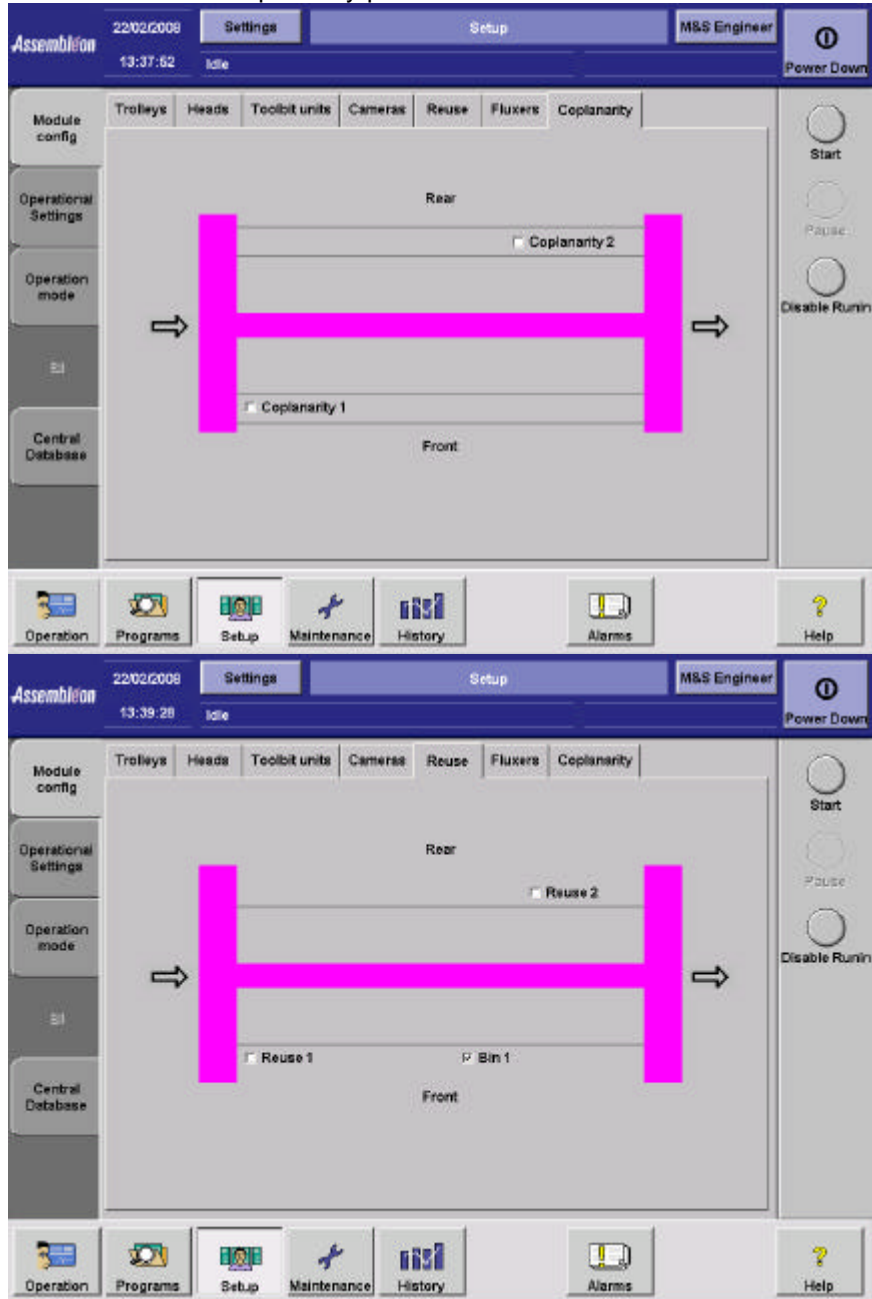 Assembléon
22/02/2008
Settings
Setup
M&S Engineer
Power Down
13:37:52
Idle
Module config
Trolleys
Heads
Toolbit units
Cameras
Reuse
Fluxers
Coplanarity
Start
Operational Settings
Rear
Pause
Coplanarity 2
Operation mode
Disable Runin
Coplanarity 1
Central Database
Front
Operation
Programs
Setup
Maintenance
History
Alarms
Help
Assembléon
22/02/2008
Settings
Setup
M&S Engineer
Power Down
13:39:28
Idle
Module config
Trolleys
Heads
Toolbit units
Cameras
Reuse
Fluxers
Coplanarity
Start
Operational Settings
Rear
Pause
Reuse 2
Operation mode
Disable Runin
Reuse 1
Bin 1
Central Database
Front
Operation
Programs
Setup
Maintenance
History
Alarms
Help